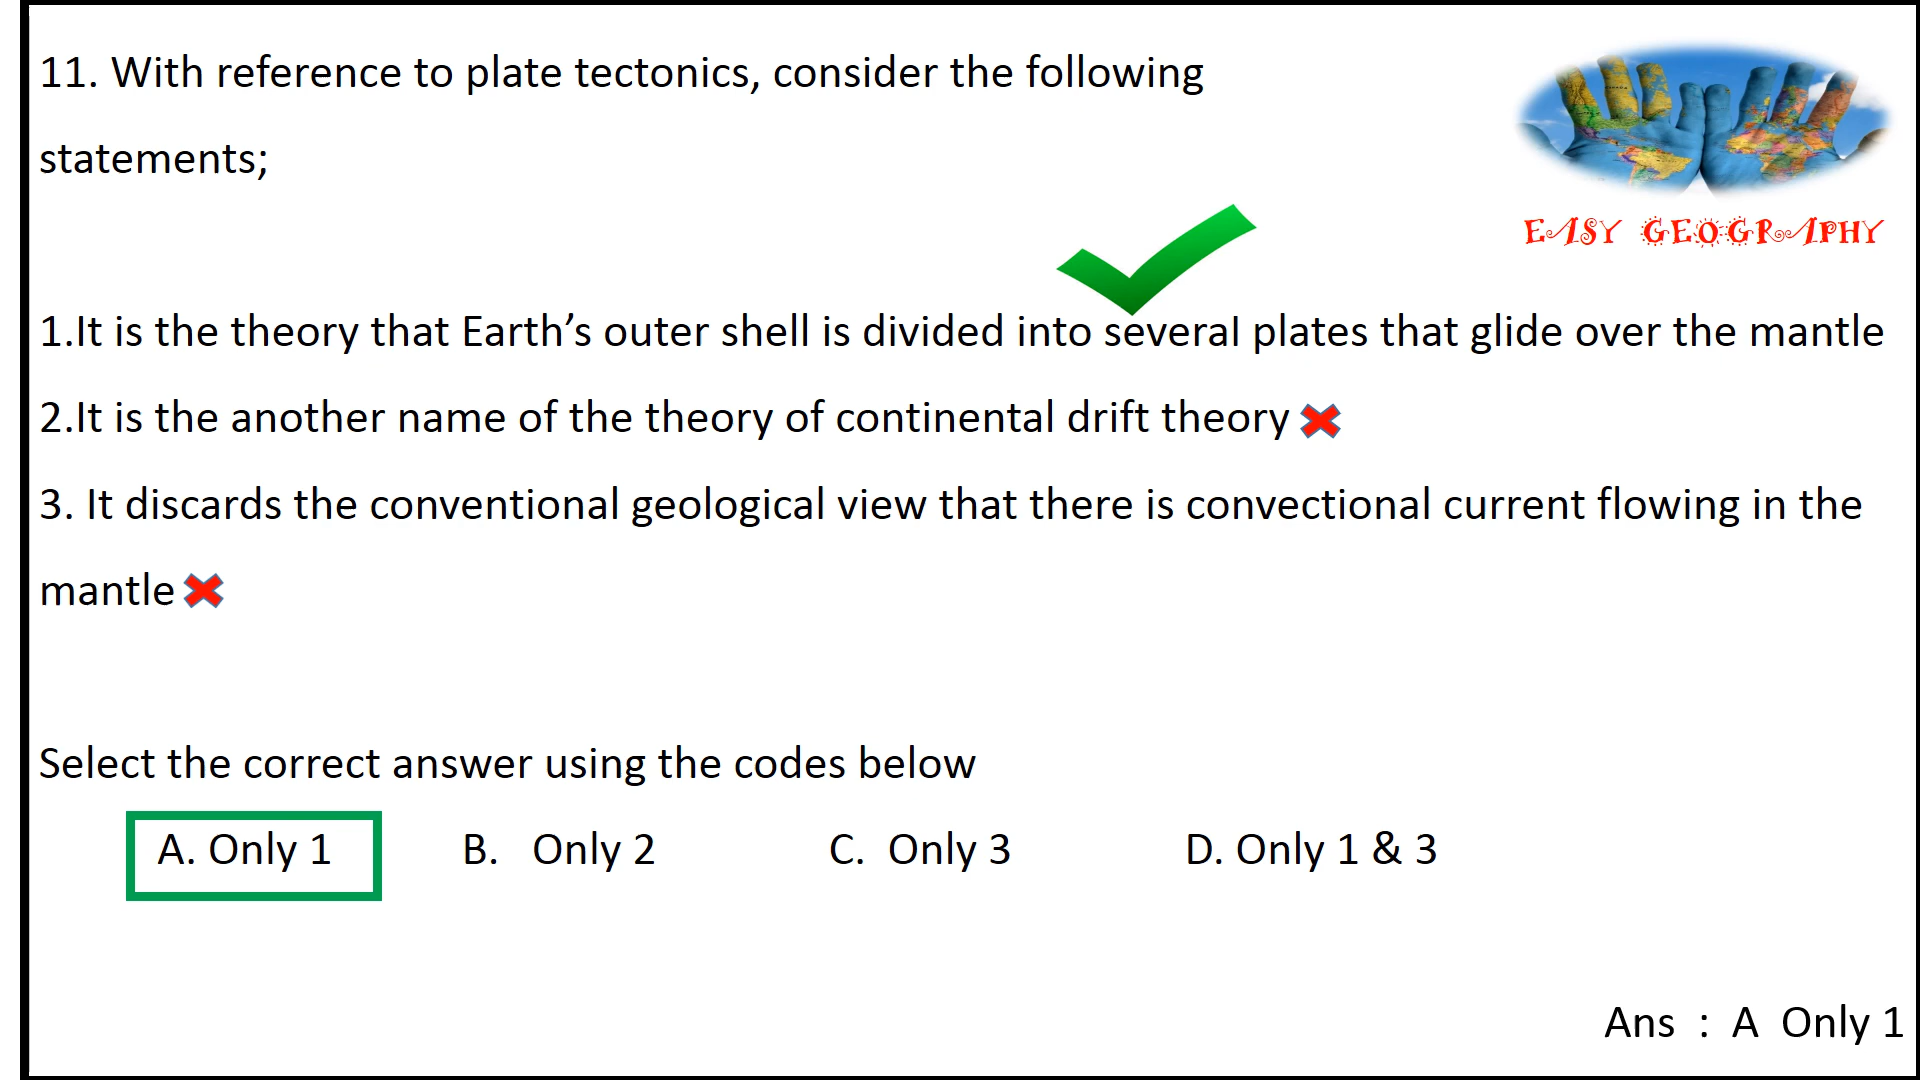 11. With reference to plate tectonics, consider the following
statements;
EASY GEOGRAPHY
1.It is the theory that Earth’s outer shell is divided into several plates that glide over the mantle
2.It is the another name of the theory of continental drift theory
3. It discards the conventional geological view that there is convectional current flowing in the
mantle
Select the correct answer using the codes below
A. Only 1 B. Only 2 C. Only 3 D. Only 1 & 3
Ans : A Only 1